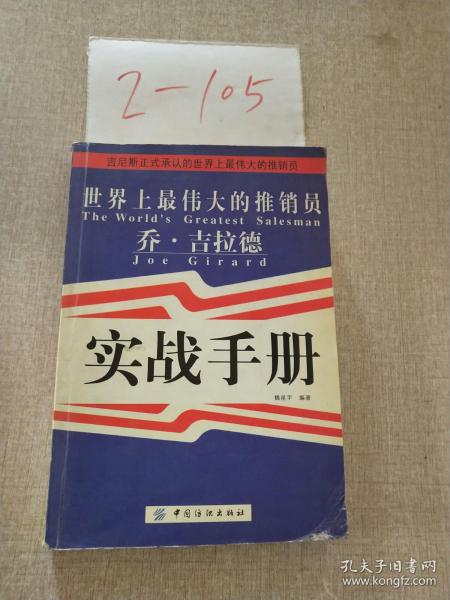 2-105
吉尼斯正式承认的世界上最伟大的推销员
世界上最伟大的推销员
The World's Greatest Salesman
乔·吉拉德
Joe Girard
实战手册
编著
中国纺织出版社
孔夫子旧书网
www.kongfz.com